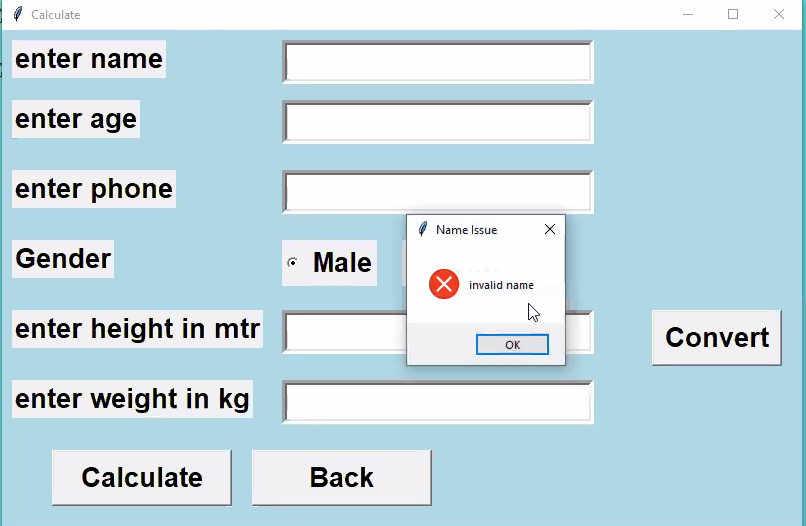 Calculate
enter name
enter age
enter phone
Gender
Male
Name Issue
invalid name
OK
enter height in mtr
Convert
enter weight in kg
Calculate
Back